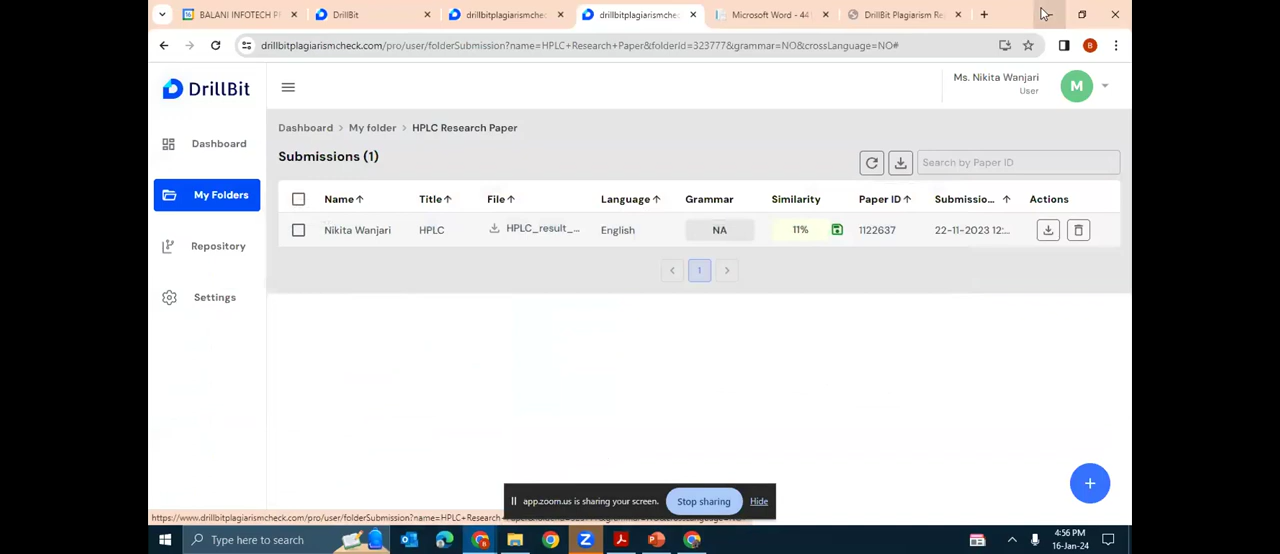 BALANI INFOTECH P
DrillBit
drillbitplagiarismche
drillbitplagiarismche
Microsoft Word - 44
DrillBit Plagiarism Re
drillbitplagiarismcheck.com/pro/user/folderSubmission?name=HPLC+Research+Paper&folderId=323777&grammar=NO&crossLanguage=NO#
B
DrillBit
Ms. Nikita Wanjari
User
M
Dashboard > My folder > HPLC Research Paper
Dashboard
Submissions (1)
Search by Paper ID
My Folders
Name Title File Language Grammar Similarity Paper ID Submissio... Actions
Nikita Wanjari HPLC HPLC_result_... English NA 11% 1122637 22-11-2023 12:...
Repository
1
Settings
app.zoom.us is sharing your screen. Stop sharing Hide
Type here to search
4:56 PM
16-Jan-24